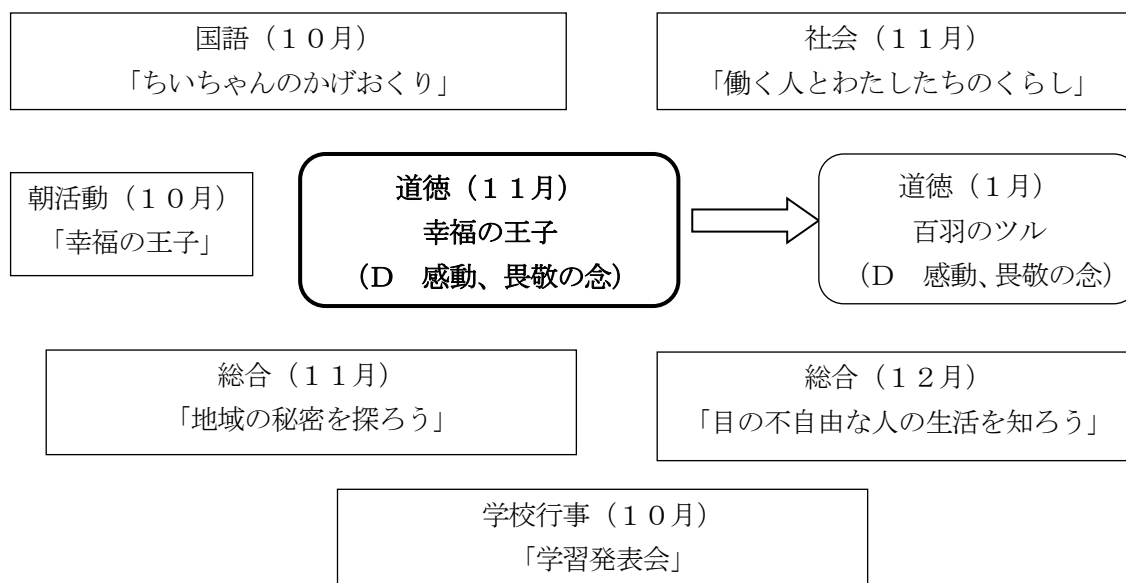 国語（１０月）
「ちいちゃんのかげおくり」
社会（１１月）
「働く人とわたしたちのくらし」
朝活動（１０月）
「幸福の王子」
道徳（１１月）
幸福の王子
（D　感動、畏敬の念）
道徳（１月）
百羽のツル
（D　感動、畏敬の念）
総合（１１月）
「地域の秘密を探ろう」
総合（１２月）
「目の不自由な人の生活を知ろう」
学校行事（１０月）
「学習発表会」